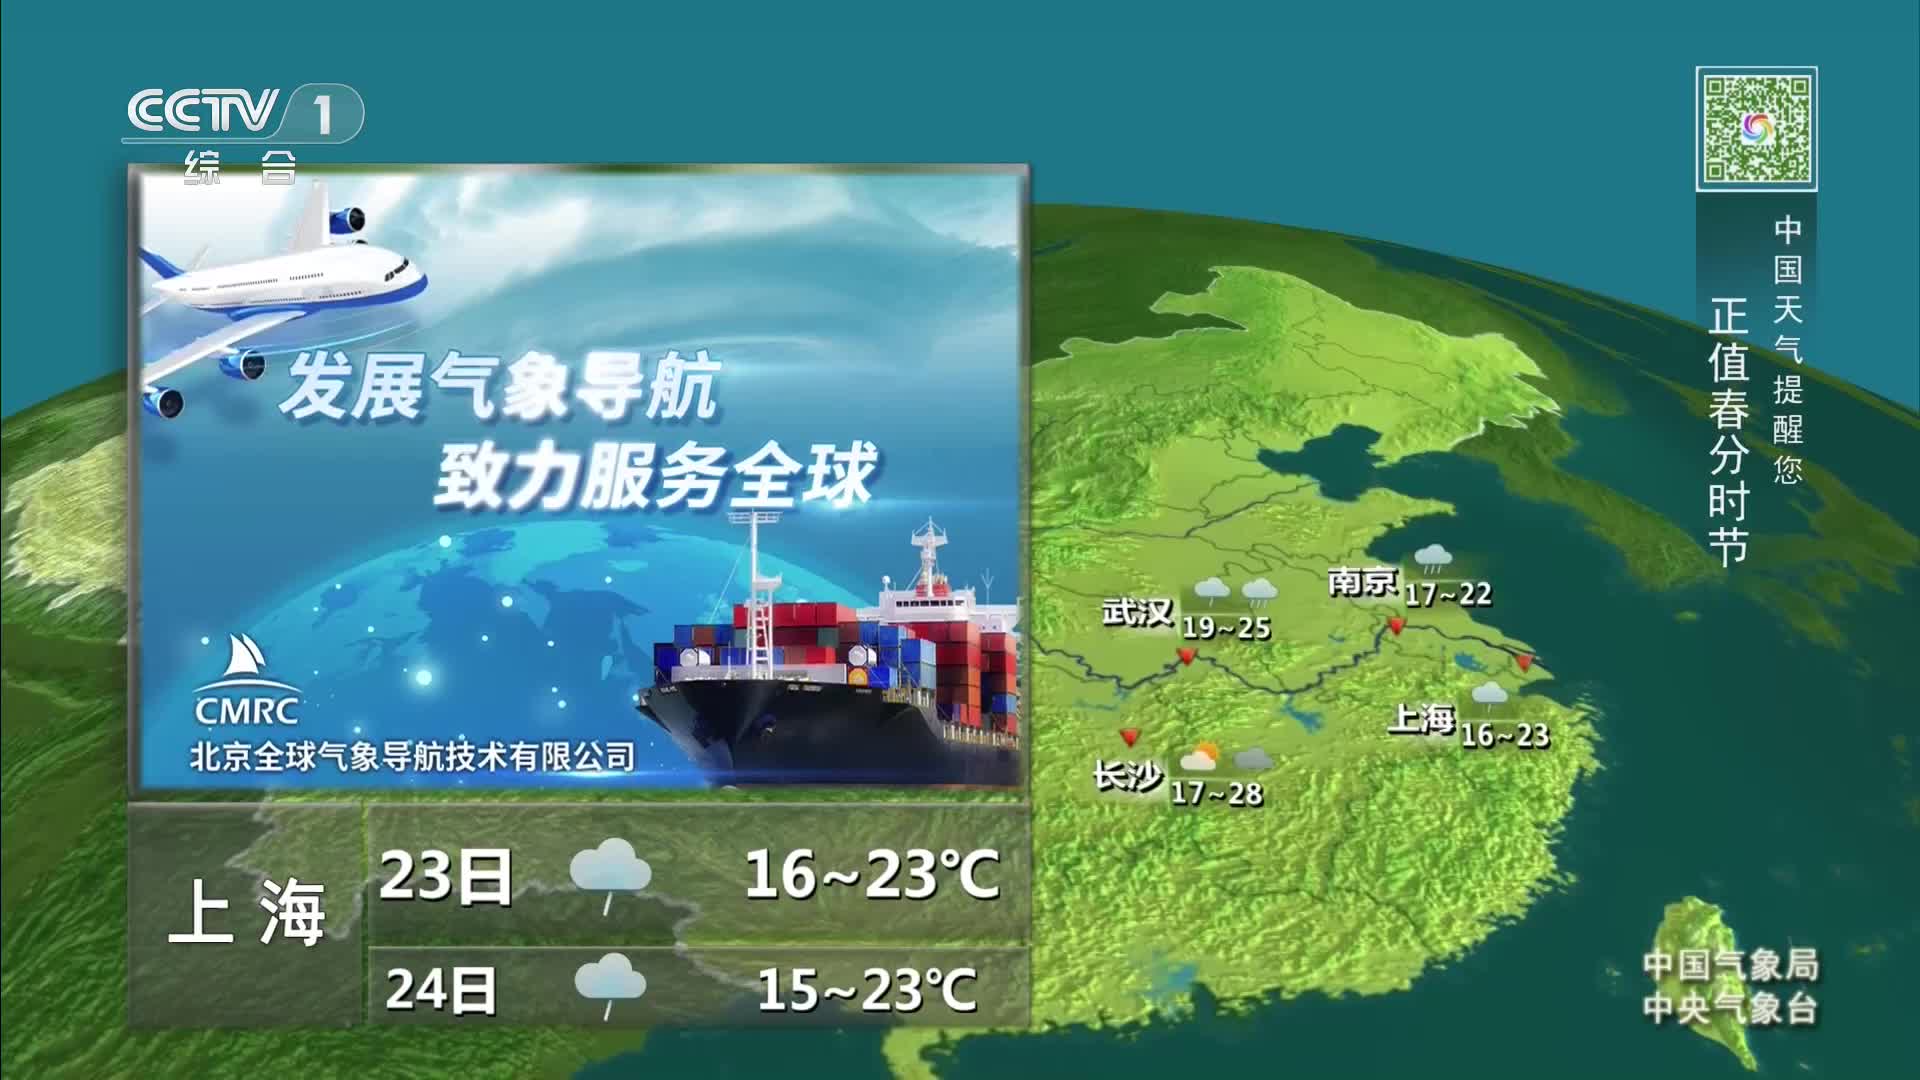 CCTV 1
综合
发展气象导航
致力服务全球
CMRC
北京全球气象导航技术有限公司
上海
23日 16~23℃
24日 15~23℃
南京 17~22
武汉 19~25
上海 16~23
长沙 17~28
中国天气提醒您
正值春分时节
中国气象局
中央气象台